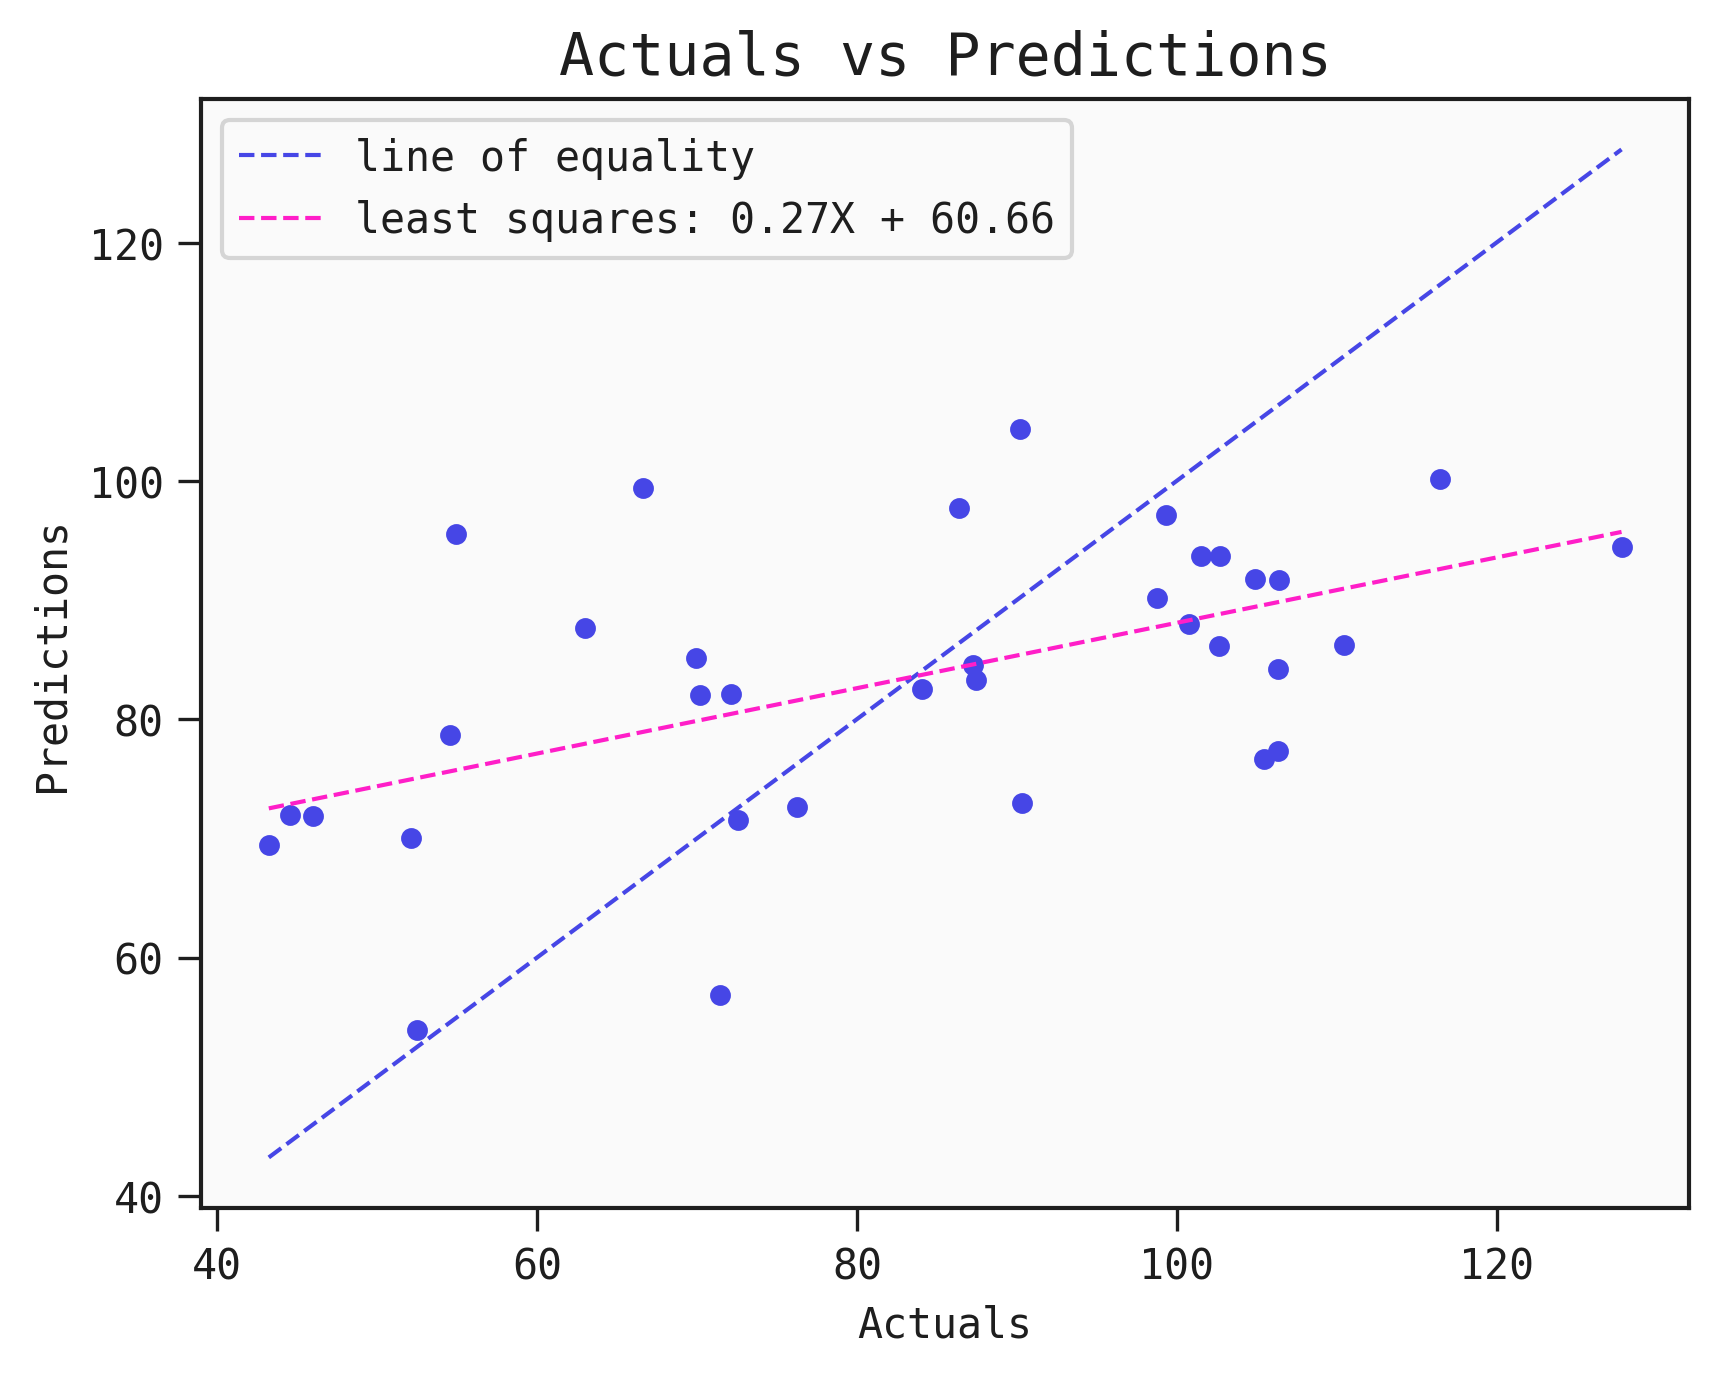 Actuals vs Predictions
line of equality
least squares: 0.27X + 60.66
120
100
80
60
40
Predictions
40 60 80 100 120
Actuals